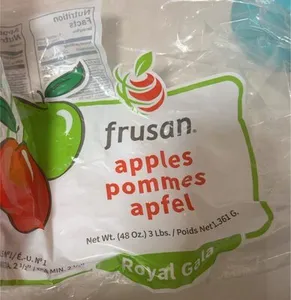 Nutrition
Facts
frusan.
apples
pommes
apfel
Net Wt. (48 Oz.) 3 Lbs. / Poids Net 1.361 G.
Royal Gala